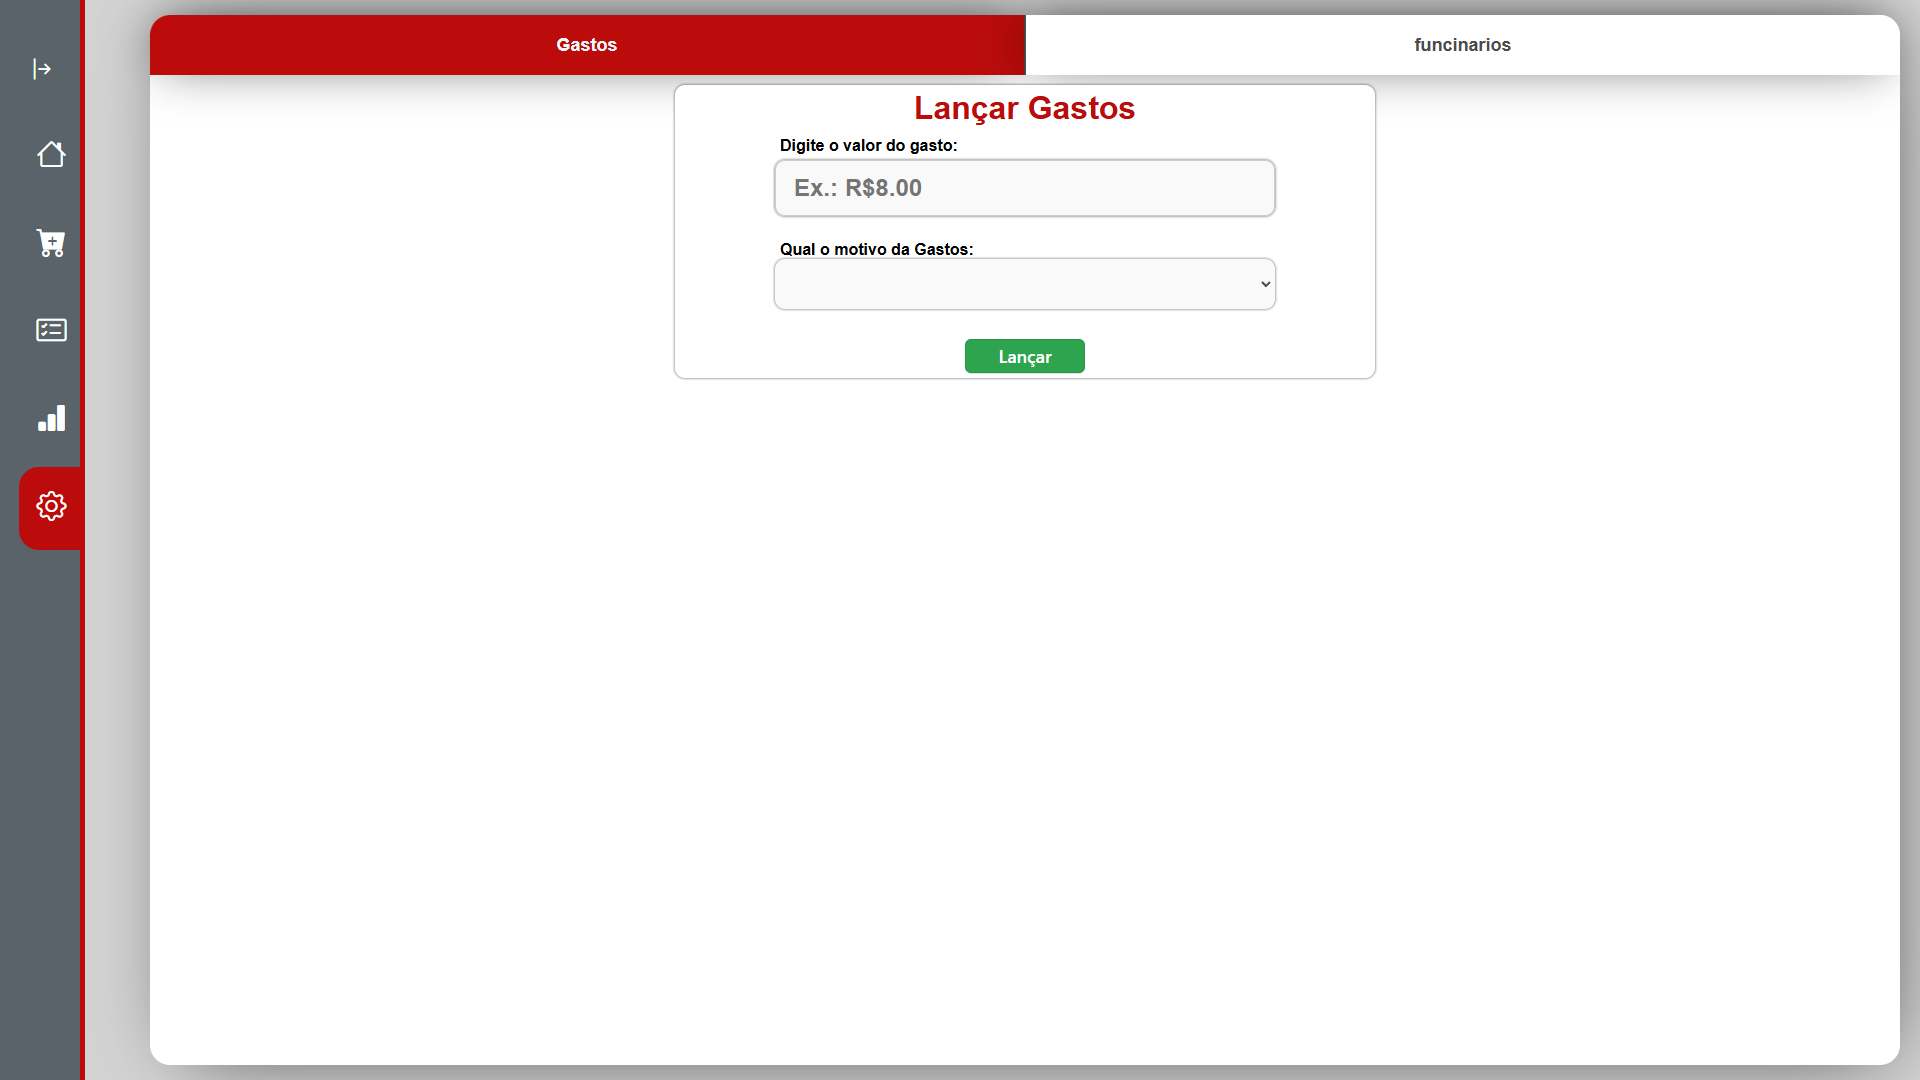 Gastos
funcinarios
Lançar Gastos
Digite o valor do gasto:
Ex.: R$8.00
Qual o motivo da Gastos:
Lançar